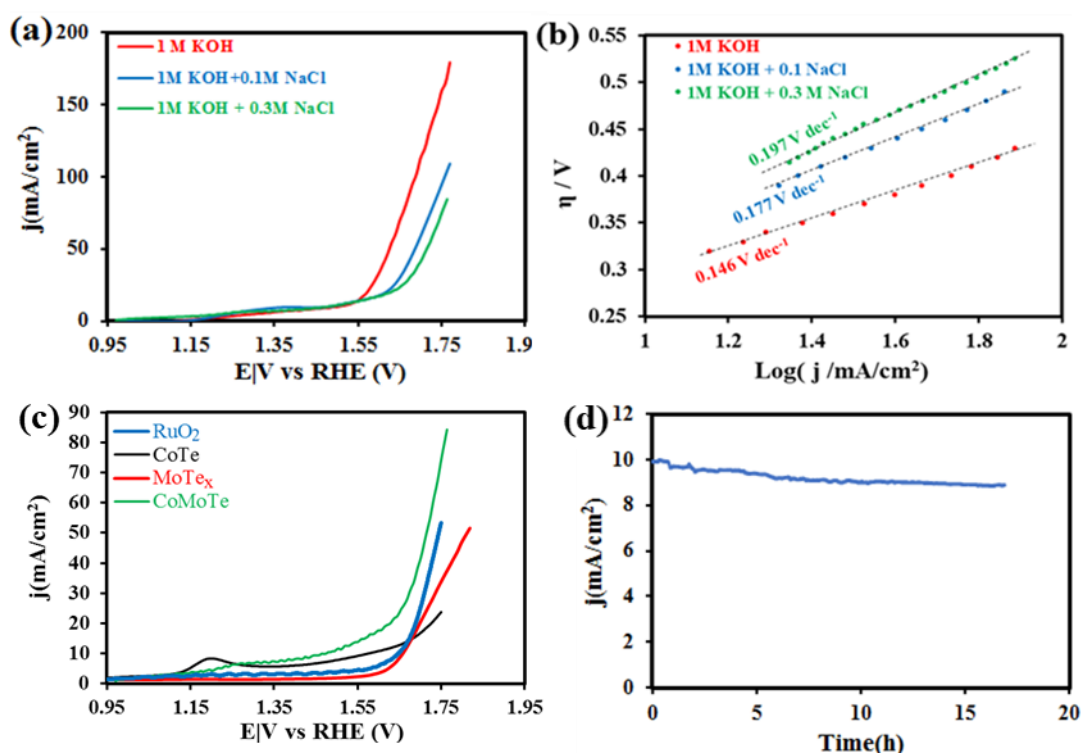 (a)
200
150
100
50
0
j(mA/cm²)
1 M KOH
1M KOH+0.1M NaCl
1M KOH + 0.3M NaCl
0.95 1.15 1.35 1.55 1.75 1.9
E|V vs RHE (V)
(b)
0.55
0.5
0.45
0.4
0.35
0.3
0.25
η / V
1M KOH
1M KOH + 0.1 NaCl
1M KOH + 0.3 M NaCl
0.197 V dec⁻¹
0.177 V dec⁻¹
0.146 V dec⁻¹
1 1.2 1.4 1.6 1.8 2
Log( j /mA/cm²)
(c)
90
80
70
60
50
40
30
20
10
0
j(mA/cm²)
RuO₂
CoTe
MoTeₓ
CoMoTe
0.95 1.15 1.35 1.55 1.75 1.95
E|V vs RHE (V)
(d)
12
10
8
6
4
2
0
j(mA/cm²)
0 5 10 15 20
Time(h)